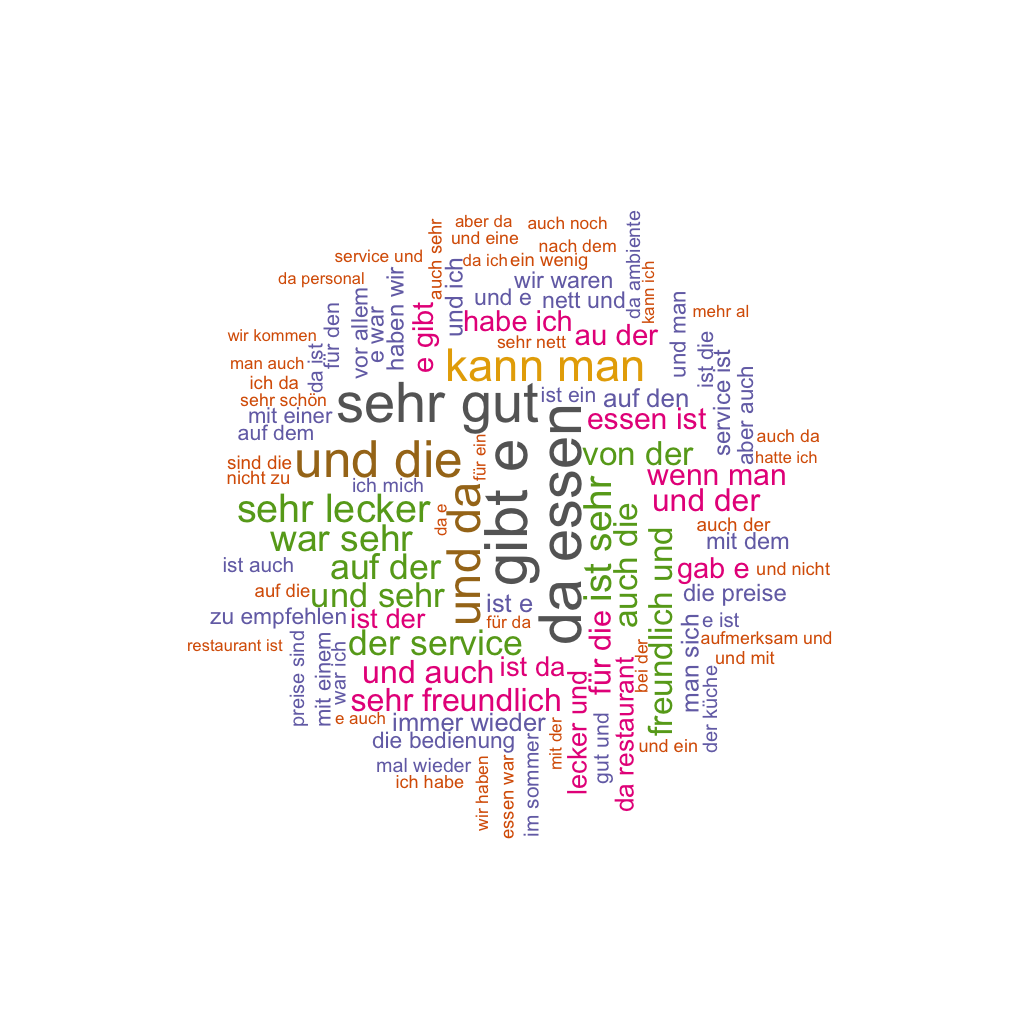 aber da
auch noch
und eine
auch sehr
nach dem
da ambiente
service und
da ich
ein wenig
kann ich
da personal
haben wir
und ich
wir waren
vor allem
und e
nett und
und man
mehr al
für den
e war
e gibt
habe ich
au der
wir kommen
sehr nett
ist die
man auch
da ist
kann man
service ist
aber auch
ich da
sehr schön
sehr gut
ist ein
auf den
mit einer
essen ist
auf dem
und die
für ein
gibt e
da essen
von der
auch da
hatte ich
sind die
nicht zu
ich mich
wenn man
und der
sehr lecker
und da
da e
ist sehr
auch die
auch der
war sehr
freundlich und
mit dem
ist auch
auf der
gab e
und nicht
auf die
und sehr
ist e
die preise
zu empfehlen
ist der
für da
für die
man sich
e ist
restaurant ist
der service
bei der
aufmerksam und
preise sind
mit einem
war ich
und auch
ist da
und mit
sehr freundlich
lecker und
da restaurant
der küche
e auch
immer wieder
mit der
gut und
die bedienung
und ein
mal wieder
im sommer
ich habe
wir haben
essen war